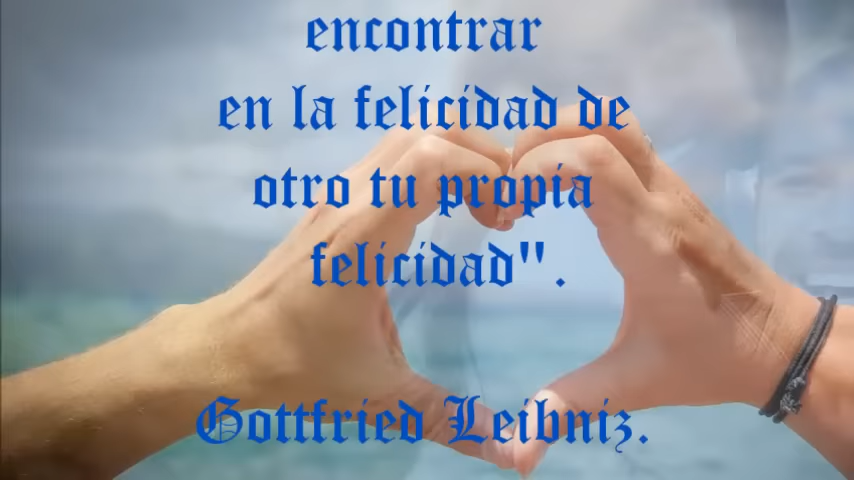 encontrar
en la felicidad de
otro tu propia
felicidad".
Gottfried Leibniz.